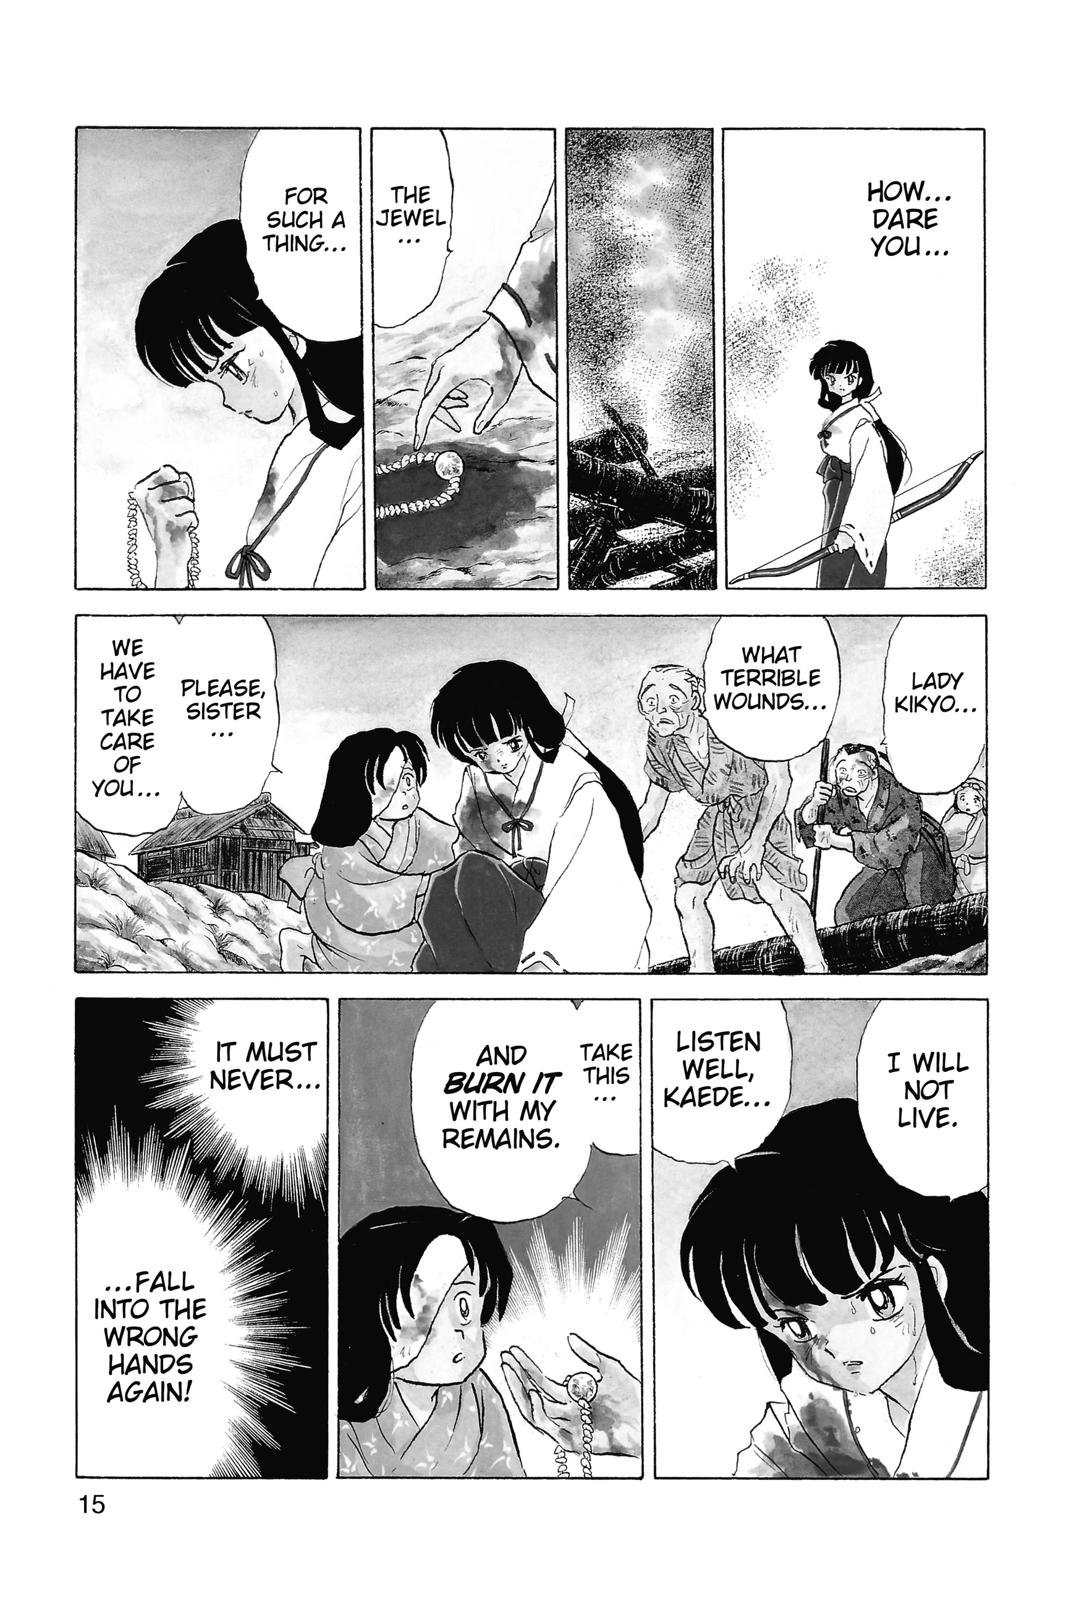 HOW...
DARE
YOU...
THE
JEWEL
...
FOR
SUCH A
THING...
LADY
KIKYO...
WHAT
TERRIBLE
WOUNDS...
PLEASE,
SISTER
...
WE
HAVE
TO
TAKE
CARE
OF
YOU...
I WILL
NOT
LIVE.
LISTEN
WELL,
KAEDE...
TAKE
THIS
...
AND
BURN IT
WITH MY
REMAINS.
IT MUST
NEVER...
...FALL
INTO THE
WRONG
HANDS
AGAIN!
15